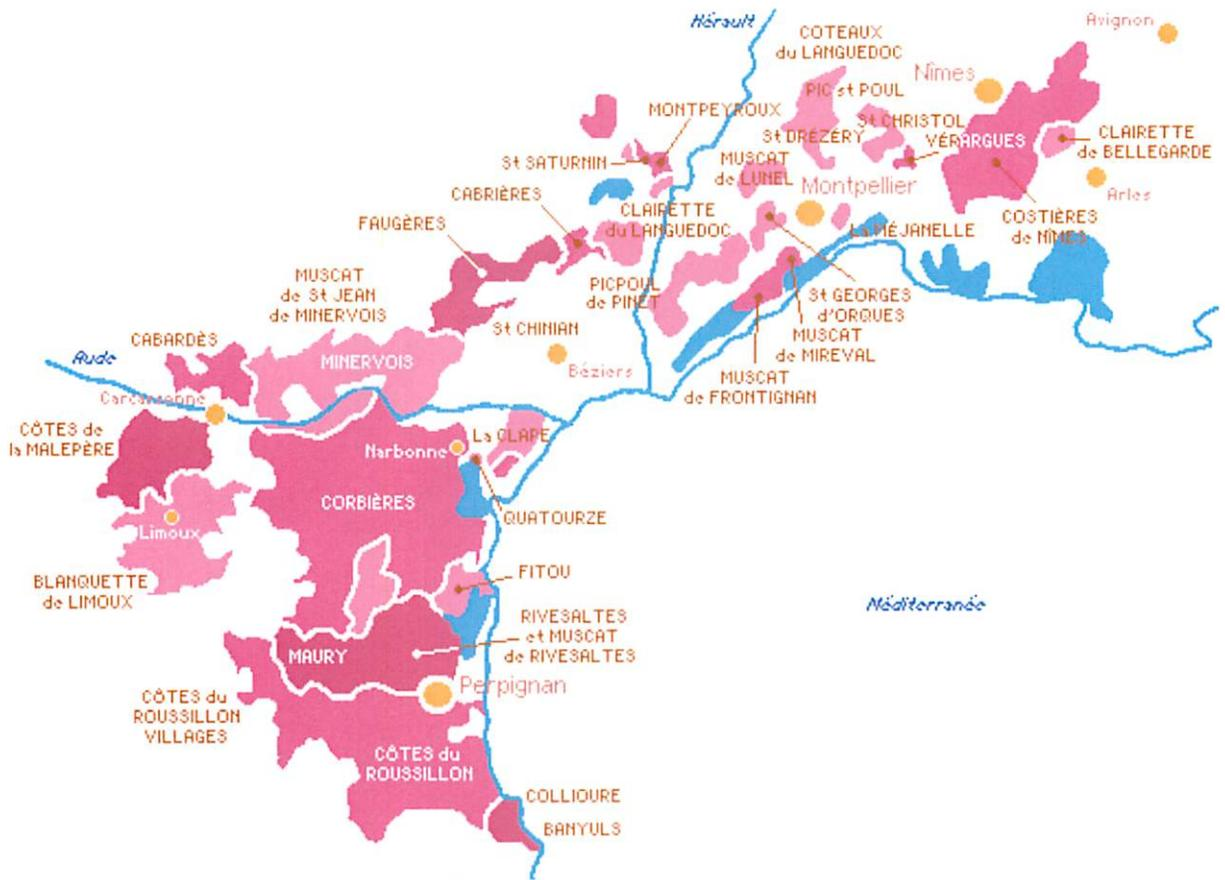 Hérault
Avignon
COTEAUX
du LANGUEDOC
Nîmes
PIC st POUL
MONTPEYROUX
St CHRISTOL
St DRÉZÉRY
VÉRARGUES
CLAIRETTE
de BELLEGARDE
St SATURNIN
MUSCAT
de LUNEL
Montpellier
Arles
CABRIÈRES
CLAIRETTE
du LANGUEDOC
COSTIÈRES
de NÎMES
FAUGÈRES
La MÉJANELLE
MUSCAT
de St JEAN
de MINERVOIS
PICPOUL
de PINET
St GEORGES
d'ORQUES
St CHINIAN
CABARDÈS
MUSCAT
de MIREVAL
Aude
MINERVOIS
Béziers
MUSCAT
de FRONTIGNAN
Carcassonne
CÔTES de
la MALEPÈRE
La CLAPE
Narbonne
CORBIÈRES
QUATOURZE
Limoux
BLANQUETTE
de LIMOUX
FITOU
Méditerranée
RIVESALTES
et MUSCAT
de RIVESALTES
MAURY
Perpignan
CÔTES du
ROUSSILLON
VILLAGES
CÔTES du
ROUSSILLON
COLLIOURE
BANYULS